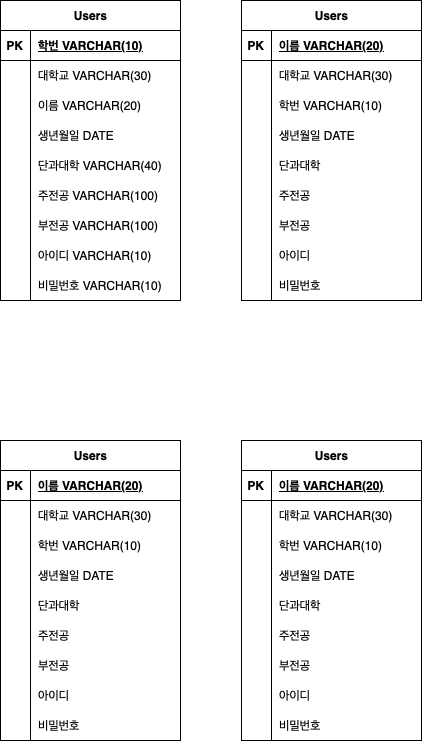 Users
PK 학번 VARCHAR(10)
대학교 VARCHAR(30)
이름 VARCHAR(20)
생년월일 DATE
단과대학 VARCHAR(40)
주전공 VARCHAR(100)
부전공 VARCHAR(100)
아이디 VARCHAR(10)
비밀번호 VARCHAR(10)
Users
PK 이름 VARCHAR(20)
대학교 VARCHAR(30)
학번 VARCHAR(10)
생년월일 DATE
단과대학
주전공
부전공
아이디
비밀번호
Users
PK 이름 VARCHAR(20)
대학교 VARCHAR(30)
학번 VARCHAR(10)
생년월일 DATE
단과대학
주전공
부전공
아이디
비밀번호
Users
PK 이름 VARCHAR(20)
대학교 VARCHAR(30)
학번 VARCHAR(10)
생년월일 DATE
단과대학
주전공
부전공
아이디
비밀번호